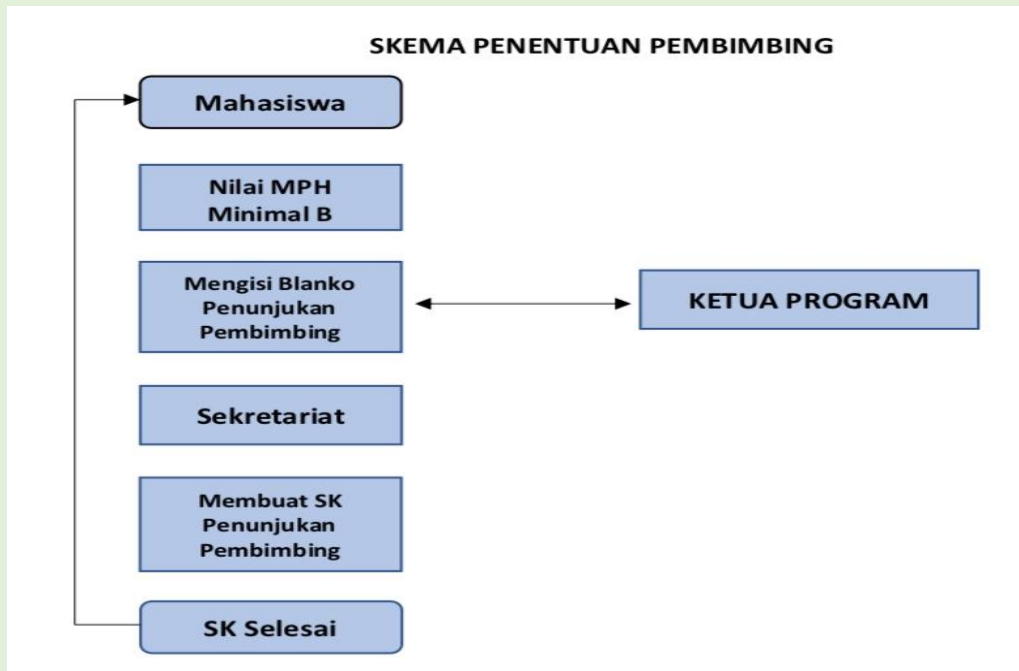 SKEMA PENENTUAN PEMBIMBING
Mahasiswa
Nilai MPH
Minimal B
Mengisi Blanko
Penunjukan
Pembimbing
KETUA PROGRAM
Sekretariat
Membuat SK
Penunjukan
Pembimbing
SK Selesai